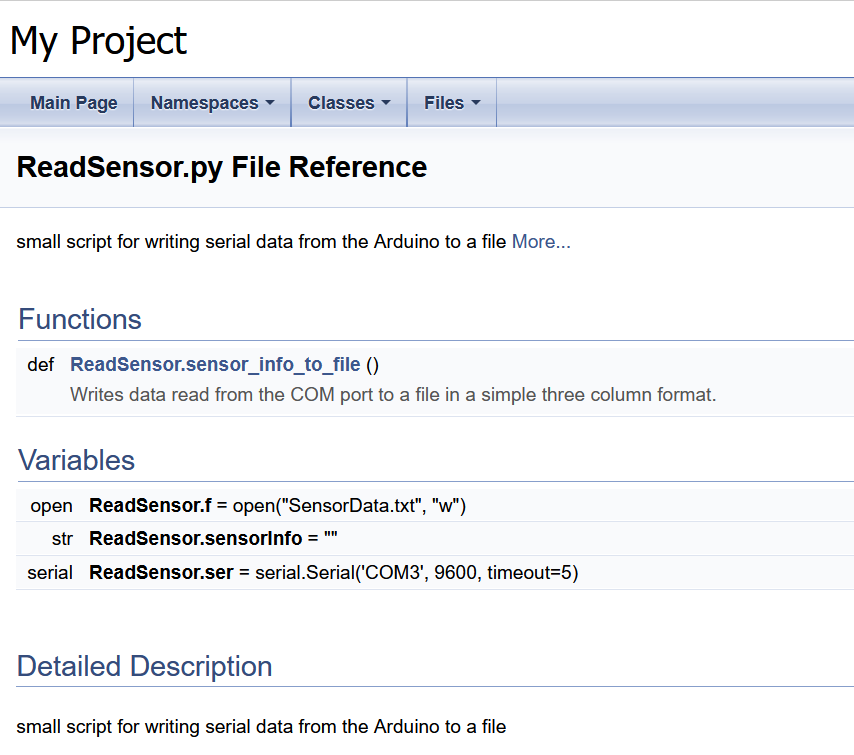 My Project
Main Page Namespaces Classes Files
ReadSensor.py File Reference
small script for writing serial data from the Arduino to a file More...
Functions
def ReadSensor.sensor_info_to_file ()
Writes data read from the COM port to a file in a simple three column format.
Variables
open ReadSensor.f = open("SensorData.txt", "w")
str ReadSensor.sensorInfo = ""
serial ReadSensor.ser = serial.Serial('COM3', 9600, timeout=5)
Detailed Description
small script for writing serial data from the Arduino to a file